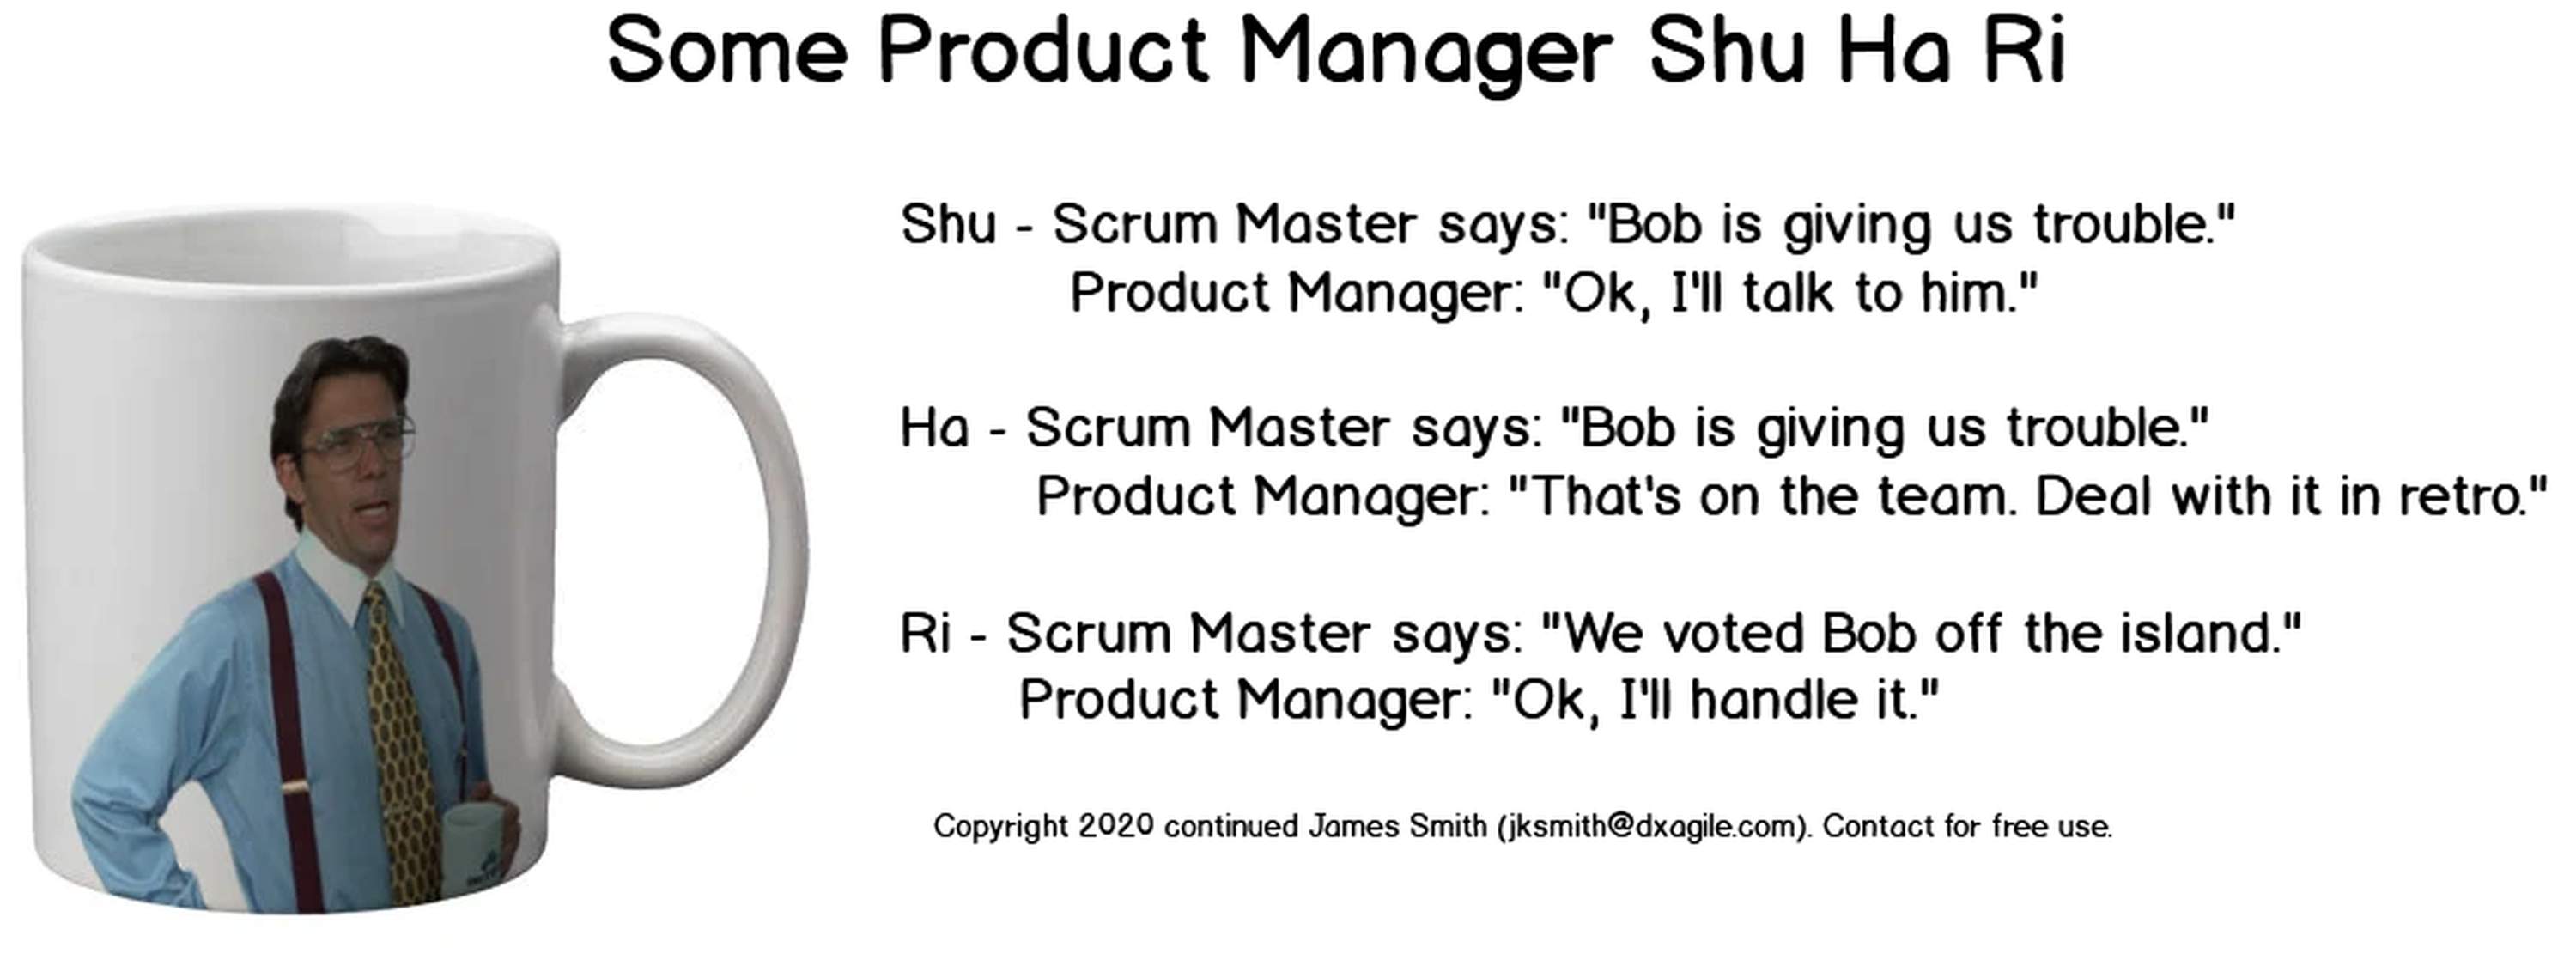 Some Product Manager Shu Ha Ri
Shu - Scrum Master says: "Bob is giving us trouble."
Product Manager: "Ok, I'll talk to him."
Ha - Scrum Master says: "Bob is giving us trouble."
Product Manager: "That's on the team. Deal with it in retro."
Ri - Scrum Master says: "We voted Bob off the island."
Product Manager: "Ok, I'll handle it."
Copyright 2020 continued James Smith (jksmith@dxagile.com). Contact for free use.